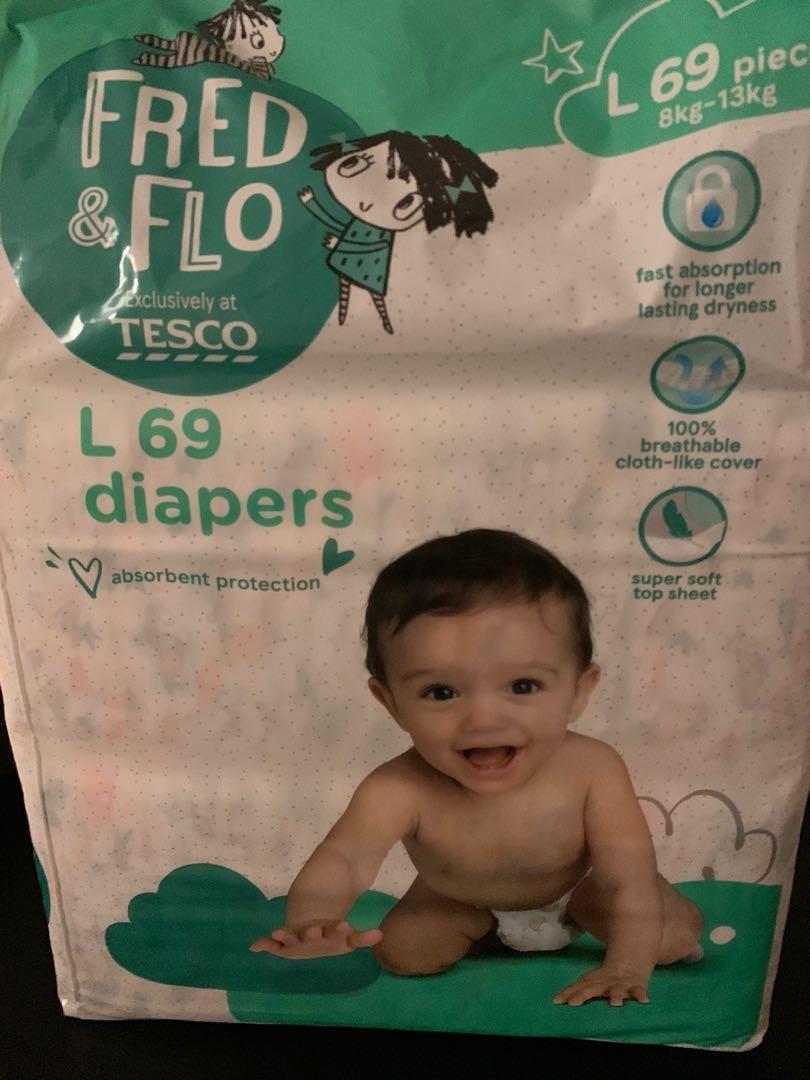 FRED
& FLO
Exclusively at
TESCO
L 69 piec
8kg-13kg
fast absorption
for longer
lasting dryness
100%
breathable
cloth-like cover
super soft
top sheet
L 69
diapers
absorbent protection